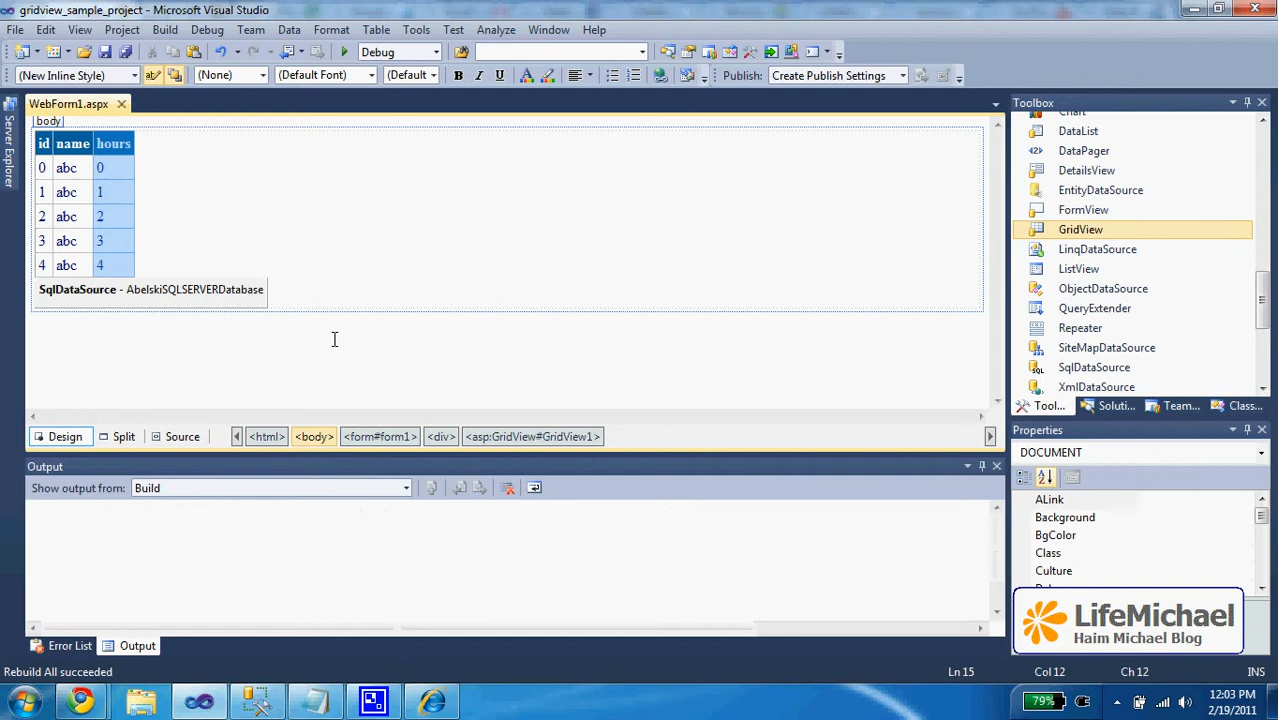 gridview_sample_project - Microsoft Visual Studio
File Edit View Project Build Debug Team Data Format Table Tools Test Analyze Window Help
Debug
(New Inline Style) (None) (Default Font) (Default B I U A Publish: Create Publish Settings
WebForm1.aspx
Server Explorer
body
id name hours
0 abc 0
1 abc 1
2 abc 2
3 abc 3
4 abc 4
SqlDataSource - AbelskiSQLSERVERDatabase
Design Split Source <html> <body> <form#form1> <div> <asp:GridView#GridView1>
Output
Show output from: Build
Error List Output
Toolbox
Chart
DataList
DataPager
DetailsView
EntityDataSource
FormView
GridView
LinqDataSource
ListView
ObjectDataSource
QueryExtender
Repeater
SiteMapDataSource
SqlDataSource
XmlDataSource
Tool... Soluti... Team... Class...
Properties
DOCUMENT
ALink
Background
BgColor
Class
Culture
LifeMichael
Haim Michael Blog
Rebuild All succeeded Ln 15 Col 12 Ch 12 INS
79% 12:03 PM
2/19/2011